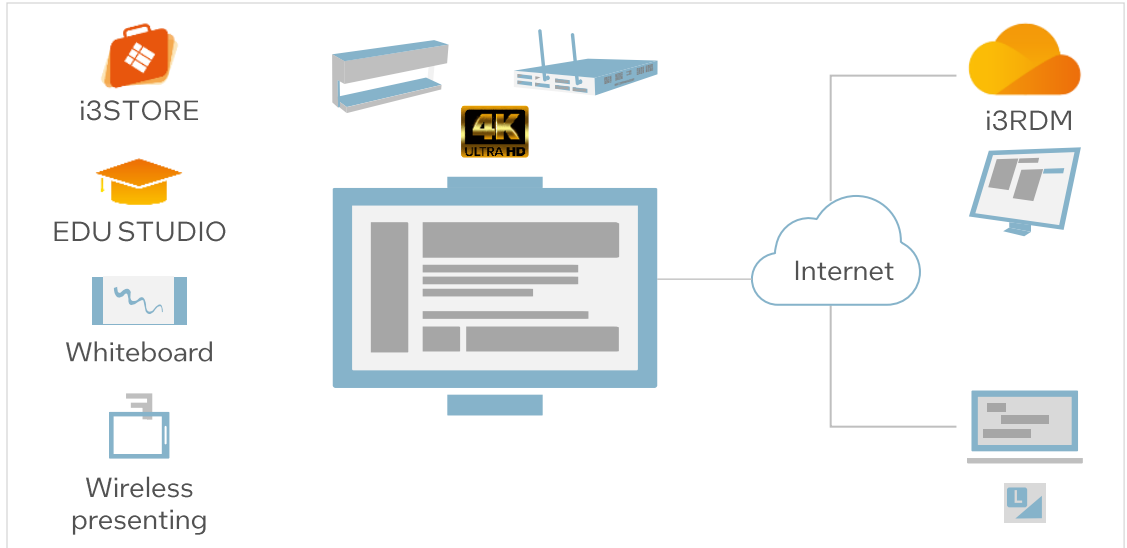 i3STORE
EDU STUDIO
Whiteboard
Wireless
presenting
4K
ULTRA HD
Internet
i3RDM
L